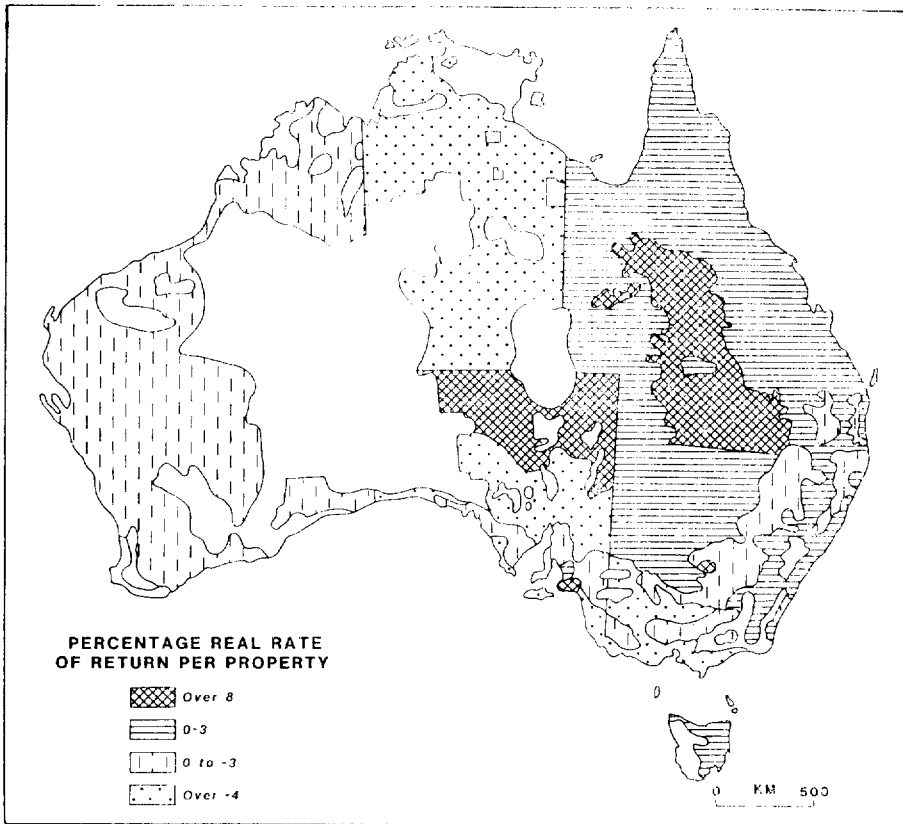 PERCENTAGE REAL RATE
OF RETURN PER PROPERTY
Over 8
0-3
0 to -3
Over -4
0 KM 500